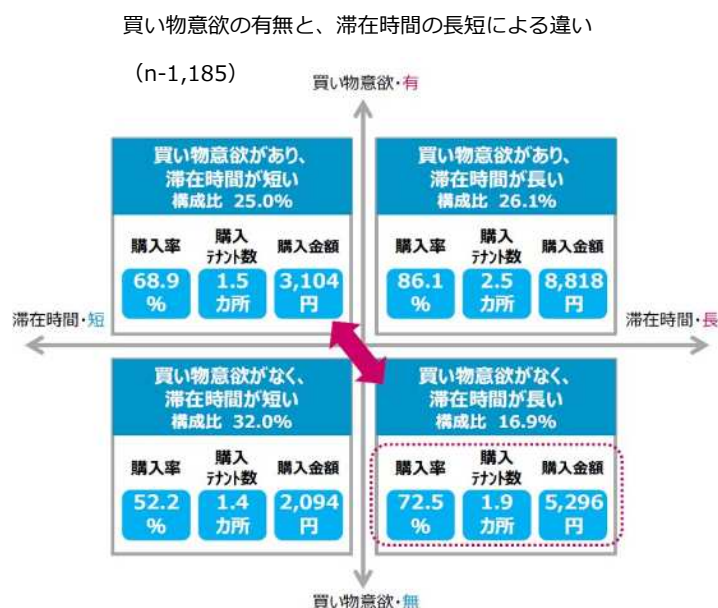 買い物意欲の有無と、滞在時間の長短による違い
（n-1,185）
買い物意欲・有
買い物意欲があり、
滞在時間が短い
構成比 25.0%
購入率
購入
テナント数
購入金額
68.9
%
1.5
カ所
3,104
円
買い物意欲があり、
滞在時間が長い
構成比 26.1%
購入率
購入
テナント数
購入金額
86.1
%
2.5
カ所
8,818
円
滞在時間・短
滞在時間・長
買い物意欲がなく、
滞在時間が短い
構成比 32.0%
購入率
購入
テナント数
購入金額
52.2
%
1.4
カ所
2,094
円
買い物意欲がなく、
滞在時間が長い
構成比 16.9%
購入率
購入
テナント数
購入金額
72.5
%
1.9
カ所
5,296
円
買い物意欲・無